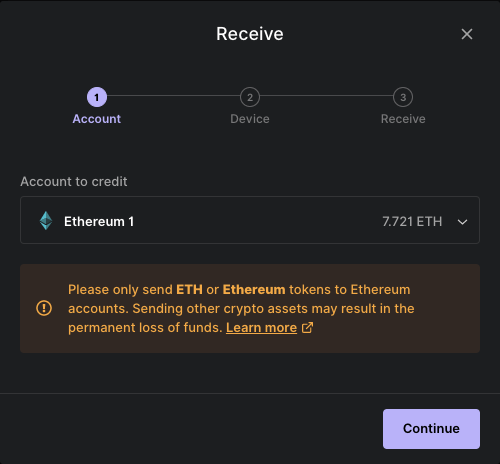 Receive
1
2
3
Account
Device
Receive
Account to credit
Ethereum 1
7.721 ETH
Please only send ETH or Ethereum tokens to Ethereum
accounts. Sending other crypto assets may result in the
permanent loss of funds. Learn more
Continue